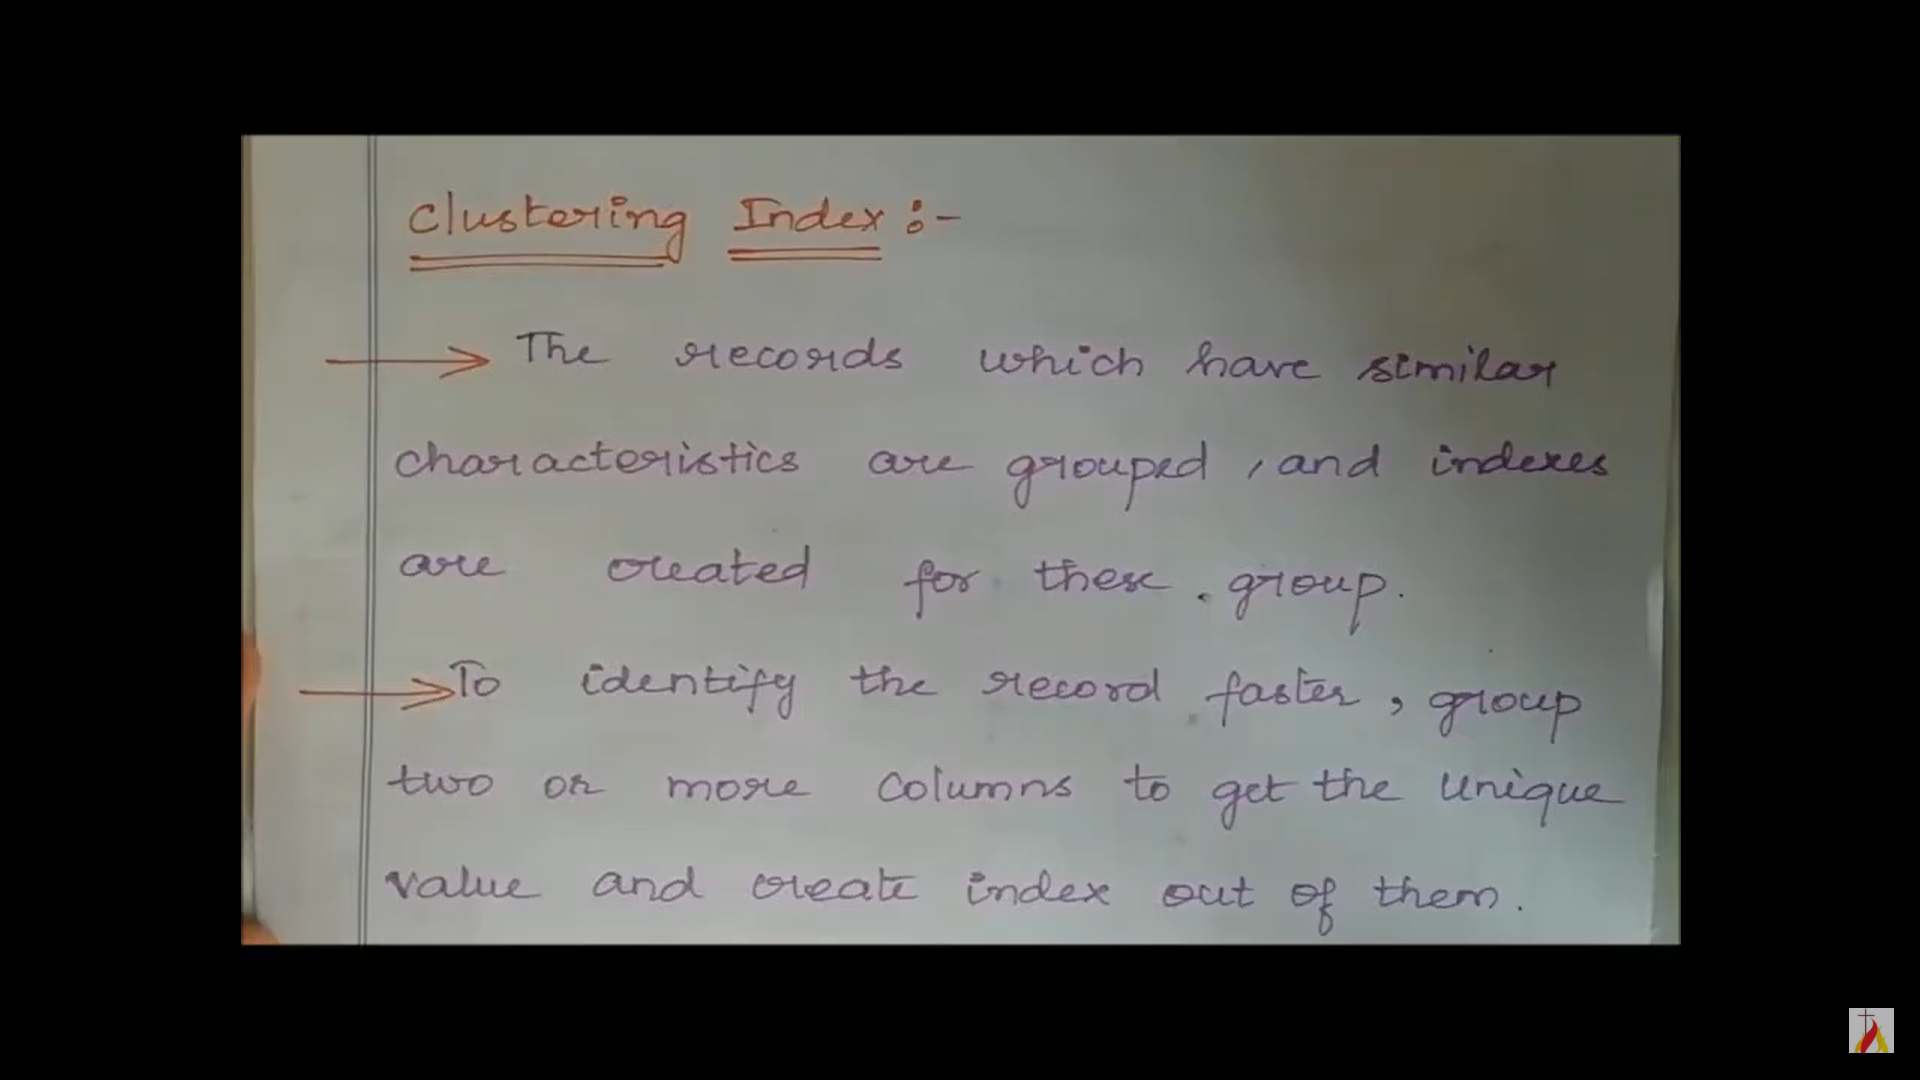 Clustering Index :-
→ The records which have similar
characteristics are grouped, and indexes
are created for these group.
→ To identify the record faster, group
two or more columns to get the unique
value and create index out of them.